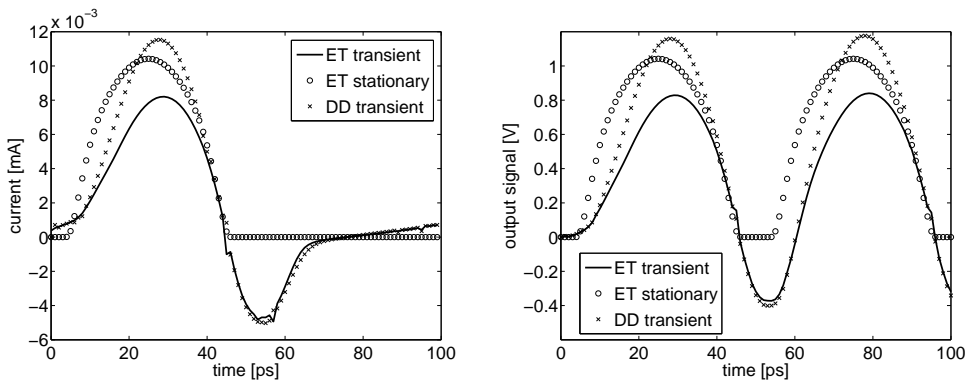 12 x 10⁻³
10
8
6
4
2
0
−2
−4
−6
current [mA]
ET transient
ET stationary
DD transient
0 20 40 60 80 100
time [ps]
1.2
1
0.8
0.6
0.4
0.2
0
−0.2
−0.4
output signal [V]
ET transient
ET stationary
DD transient
0 20 40 60 80 100
time [ps]